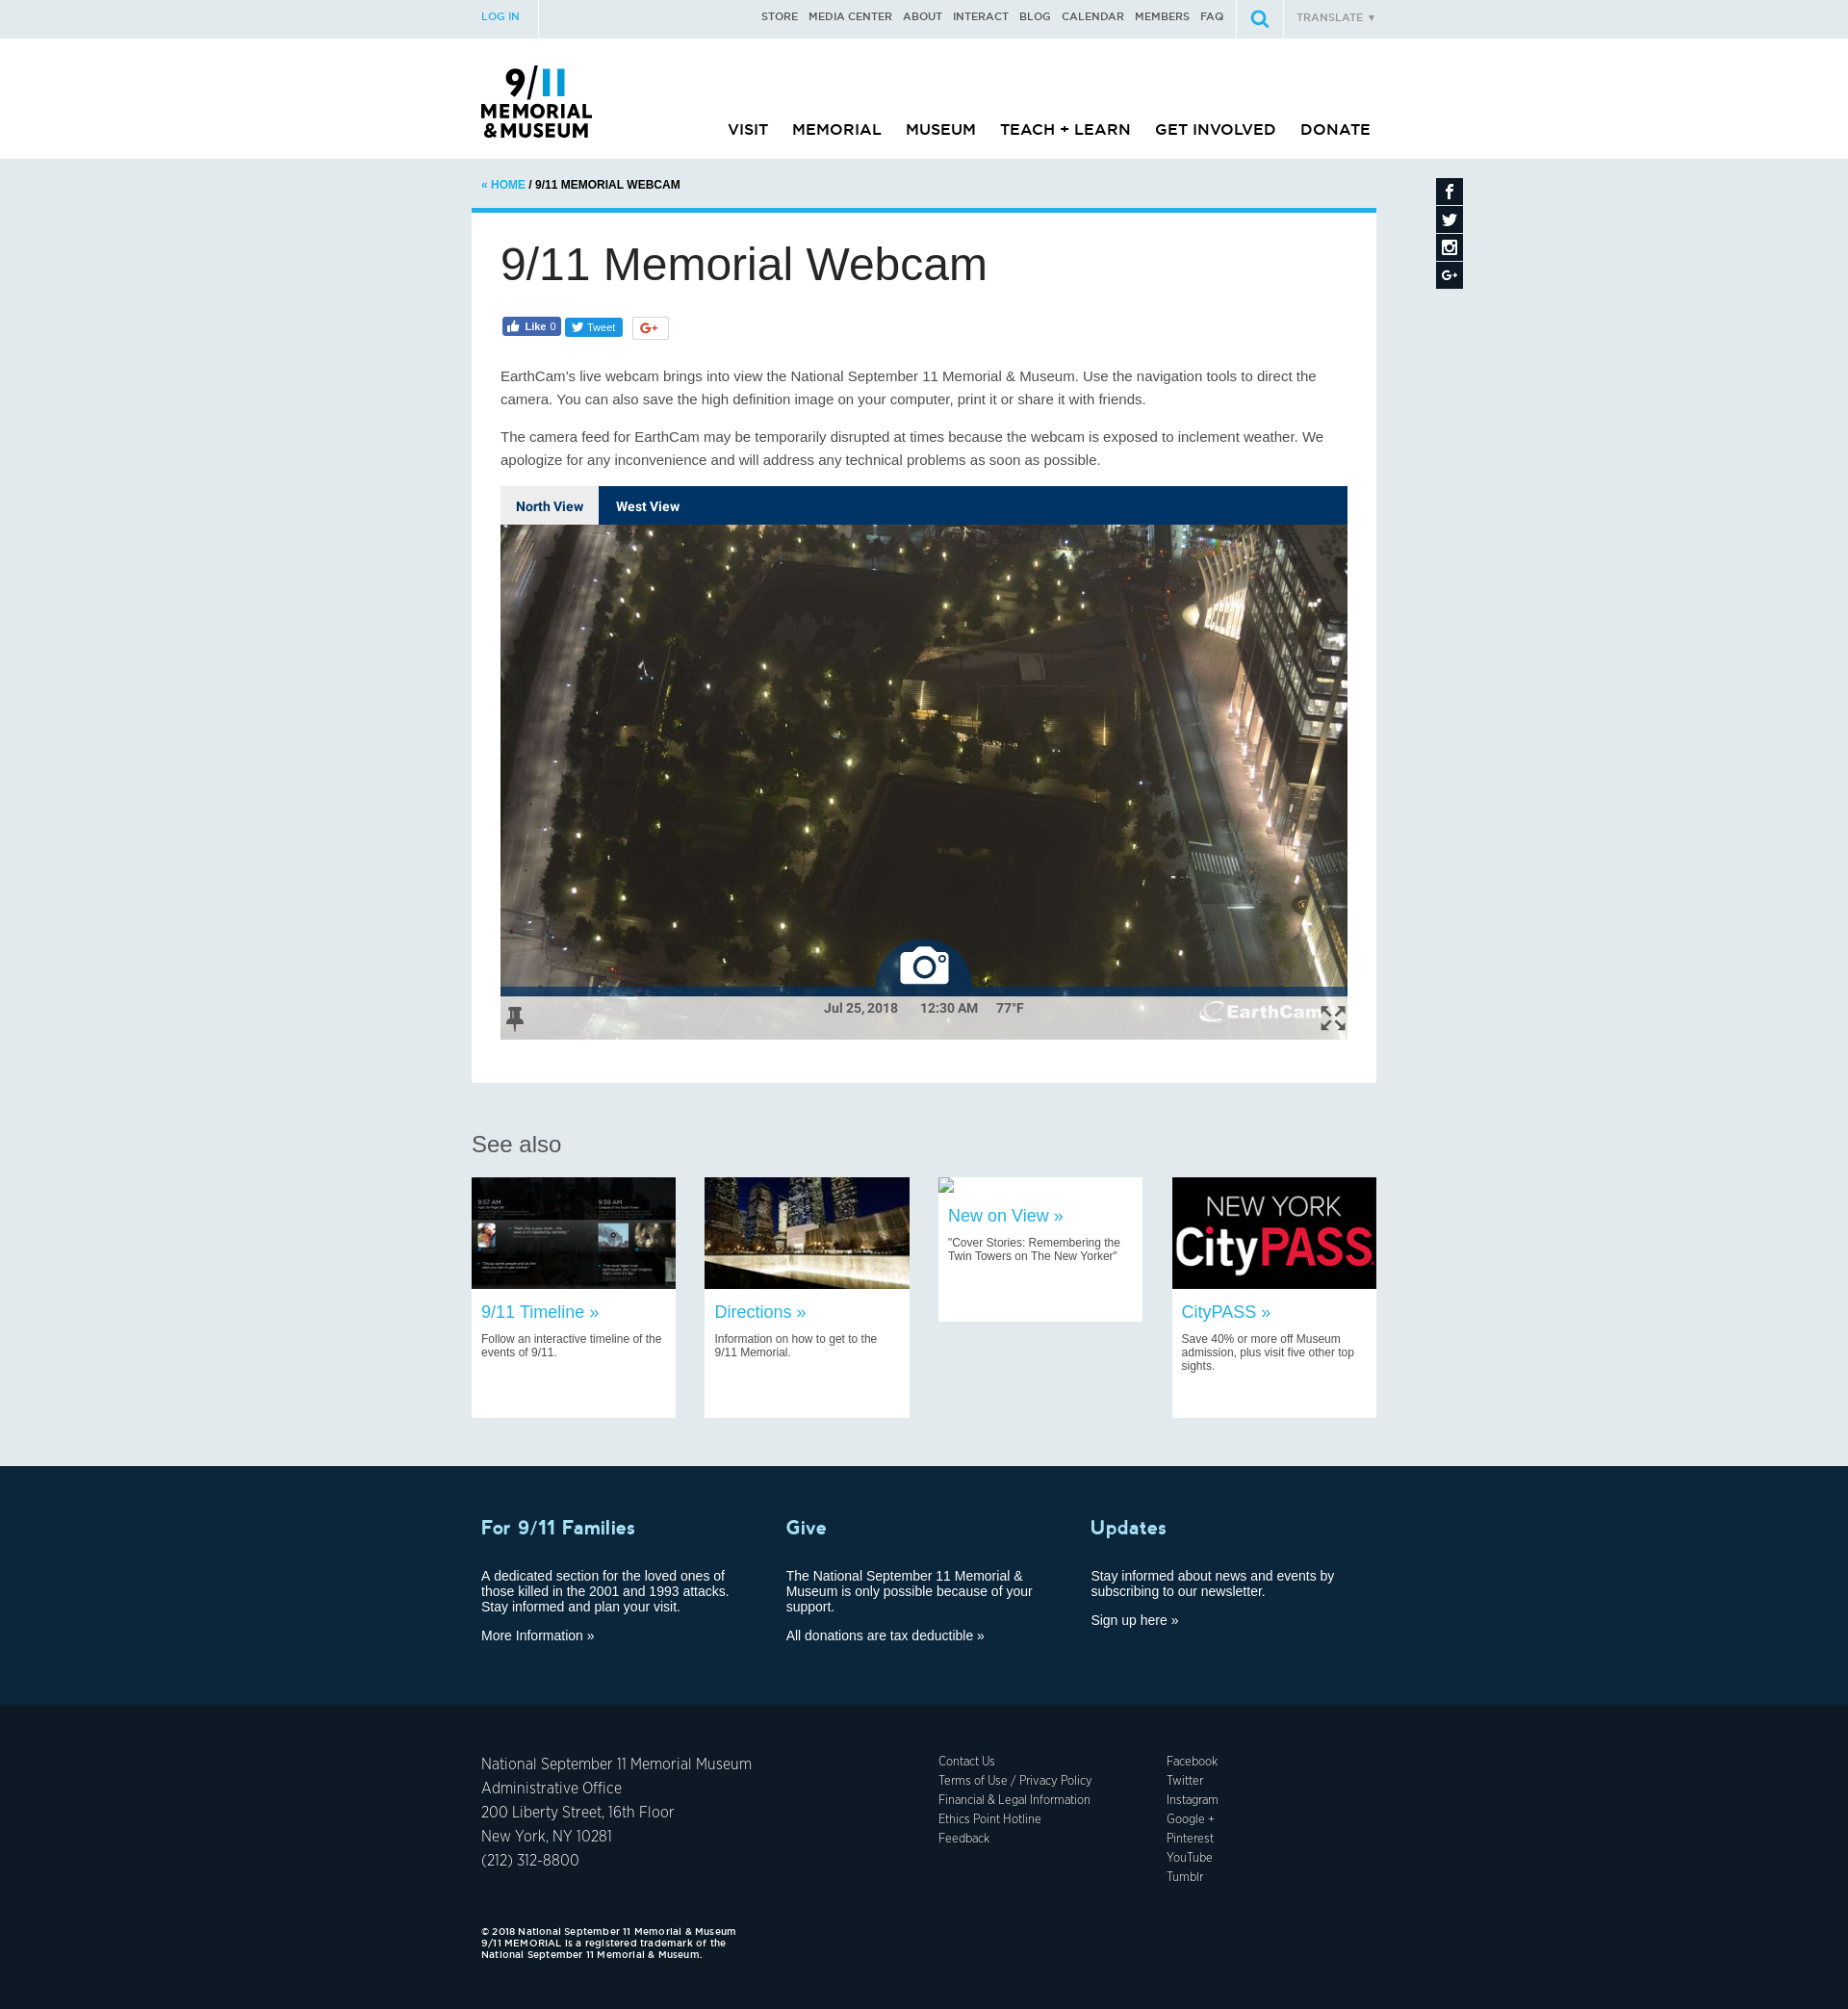 LOG IN
STORE MEDIA CENTER ABOUT INTERACT BLOG CALENDAR MEMBERS FAQ
TRANSLATE ▼
9/11
MEMORIAL
& MUSEUM
VISIT MEMORIAL MUSEUM TEACH + LEARN GET INVOLVED DONATE
« HOME / 9/11 MEMORIAL WEBCAM
9/11 Memorial Webcam
Like 0
Tweet
G+
EarthCam's live webcam brings into view the National September 11 Memorial & Museum. Use the navigation tools to direct the
camera. You can also save the high definition image on your computer, print it or share it with friends.
The camera feed for EarthCam may be temporarily disrupted at times because the webcam is exposed to inclement weather. We
apologize for any inconvenience and will address any technical problems as soon as possible.
North View West View
Jul 25, 2018 12:30 AM 77°F
EarthCam
See also
9:57 AM
9:59 AM
9/11 Timeline »
Follow an interactive timeline of the
events of 9/11.
Directions »
Information on how to get to the
9/11 Memorial.
New on View »
"Cover Stories: Remembering the
Twin Towers on The New Yorker"
NEW YORK
CityPASS
CityPASS »
Save 40% or more off Museum
admission, plus visit five other top
sights.
For 9/11 Families
A dedicated section for the loved ones of
those killed in the 2001 and 1993 attacks.
Stay informed and plan your visit.
More Information »
Give
The National September 11 Memorial &
Museum is only possible because of your
support.
All donations are tax deductible »
Updates
Stay informed about news and events by
subscribing to our newsletter.
Sign up here »
National September 11 Memorial Museum
Administrative Office
200 Liberty Street, 16th Floor
New York, NY 10281
(212) 312-8800
Contact Us
Terms of Use / Privacy Policy
Financial & Legal Information
Ethics Point Hotline
Feedback
Facebook
Twitter
Instagram
Google +
Pinterest
YouTube
Tumblr
© 2018 National September 11 Memorial & Museum
9/11 MEMORIAL is a registered trademark of the
National September 11 Memorial & Museum.